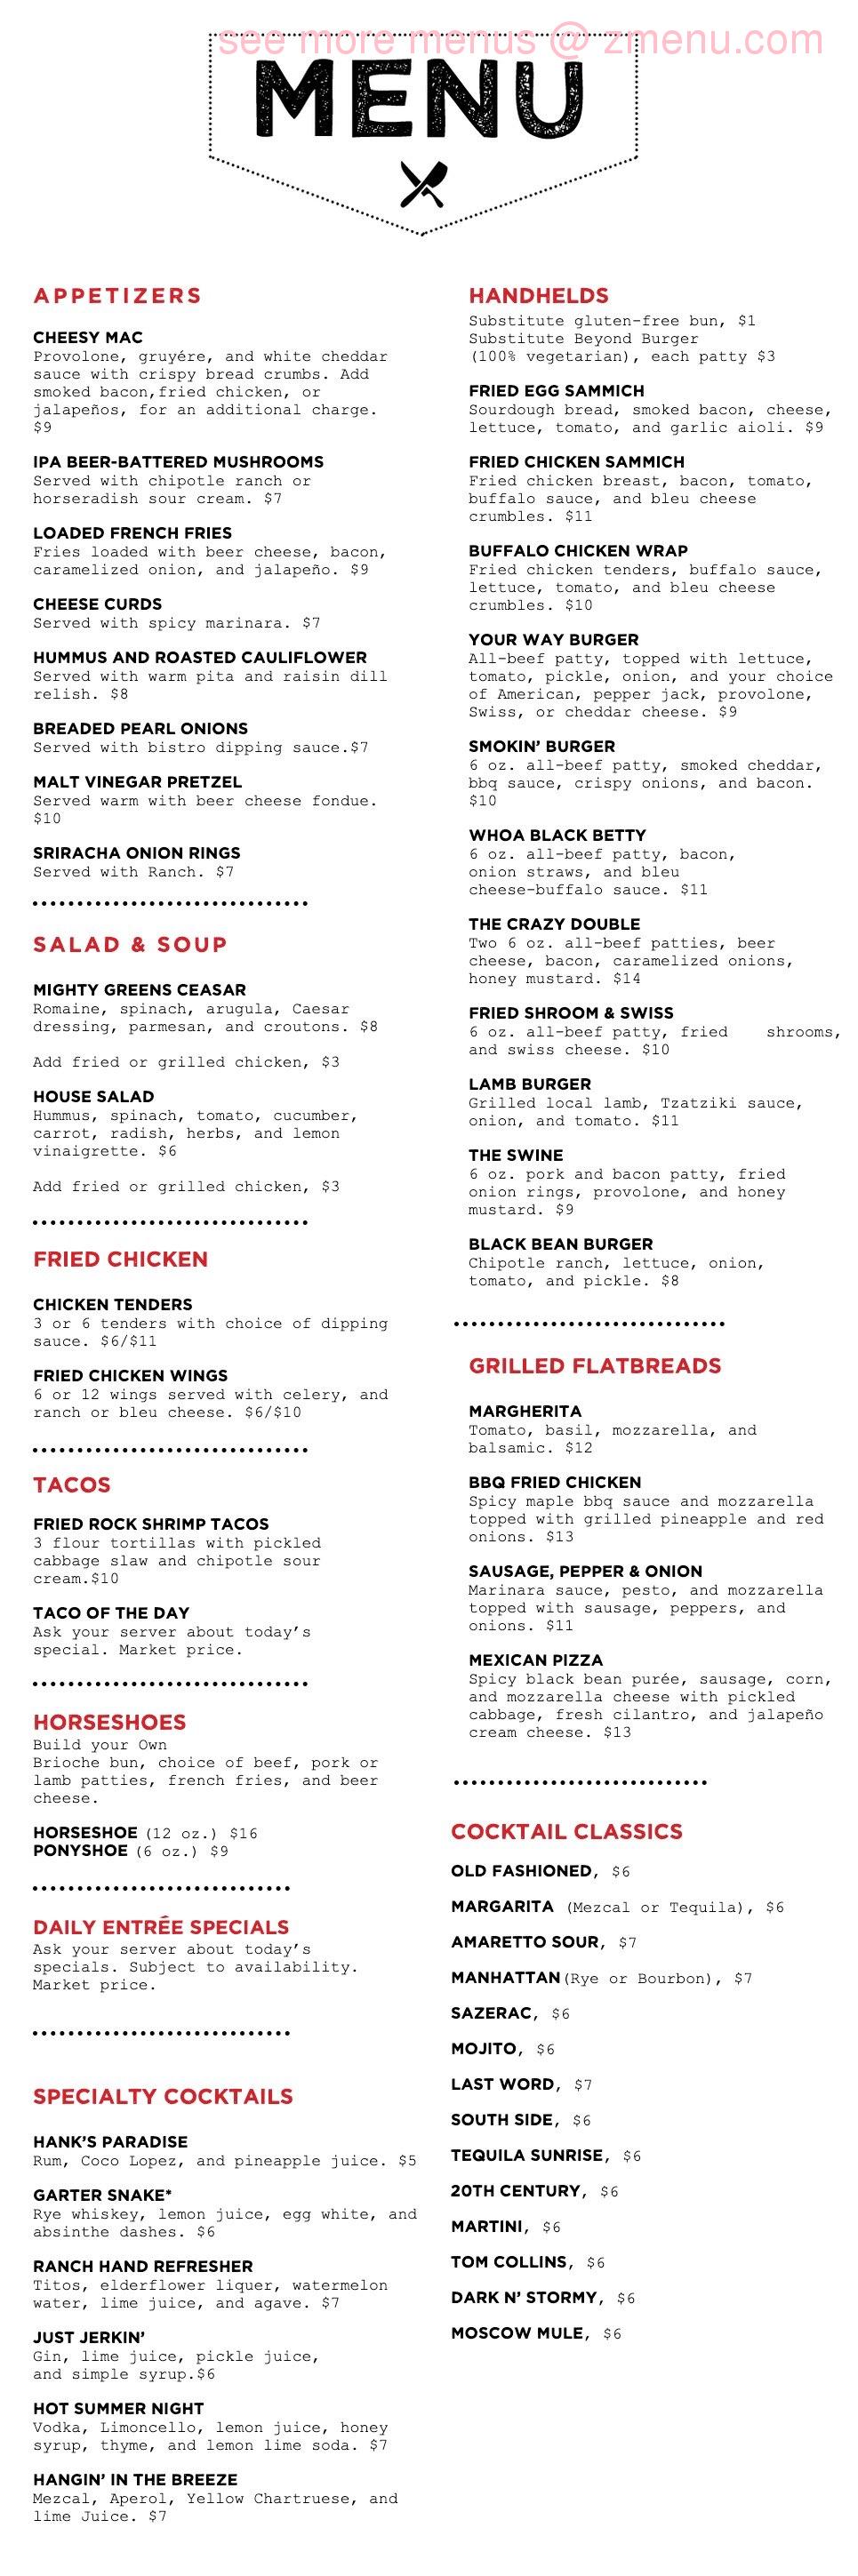 see more menus @ zmenu.com
MENU
APPETIZERS
CHEESY MAC
Provolone, gruyére, and white cheddar
sauce with crispy bread crumbs. Add
smoked bacon,fried chicken, or
jalapeños, for an additional charge.
$9
IPA BEER-BATTERED MUSHROOMS
Served with chipotle ranch or
horseradish sour cream. $7
LOADED FRENCH FRIES
Fries loaded with beer cheese, bacon,
caramelized onion, and jalapeño. $9
CHEESE CURDS
Served with spicy marinara. $7
HUMMUS AND ROASTED CAULIFLOWER
Served with warm pita and raisin dill
relish. $8
BREADED PEARL ONIONS
Served with bistro dipping sauce.$7
MALT VINEGAR PRETZEL
Served warm with beer cheese fondue.
$10
SRIRACHA ONION RINGS
Served with Ranch. $7
SALAD & SOUP
MIGHTY GREENS CEASAR
Romaine, spinach, arugula, Caesar
dressing, parmesan, and croutons. $8
Add fried or grilled chicken, $3
HOUSE SALAD
Hummus, spinach, tomato, cucumber,
carrot, radish, herbs, and lemon
vinaigrette. $6
Add fried or grilled chicken, $3
FRIED CHICKEN
CHICKEN TENDERS
3 or 6 tenders with choice of dipping
sauce. $6/$11
FRIED CHICKEN WINGS
6 or 12 wings served with celery, and
ranch or bleu cheese. $6/$10
TACOS
FRIED ROCK SHRIMP TACOS
3 flour tortillas with pickled
cabbage slaw and chipotle sour
cream.$10
TACO OF THE DAY
Ask your server about today's
special. Market price.
HORSESHOES
Build your Own
Brioche bun, choice of beef, pork or
lamb patties, french fries, and beer
cheese.
HORSESHOE (12 oz.) $16
PONYSHOE (6 oz.) $9
DAILY ENTRÉE SPECIALS
Ask your server about today's
specials. Subject to availability.
Market price.
SPECIALTY COCKTAILS
HANK'S PARADISE
Rum, Coco Lopez, and pineapple juice. $5
GARTER SNAKE*
Rye whiskey, lemon juice, egg white, and
absinthe dashes. $6
RANCH HAND REFRESHER
Titos, elderflower liquer, watermelon
water, lime juice, and agave. $7
JUST JERKIN'
Gin, lime juice, pickle juice,
and simple syrup.$6
HOT SUMMER NIGHT
Vodka, Limoncello, lemon juice, honey
syrup, thyme, and lemon lime soda. $7
HANGIN' IN THE BREEZE
Mezcal, Aperol, Yellow Chartruese, and
lime Juice. $7
HANDHELDS
Substitute gluten-free bun, $1
Substitute Beyond Burger
(100% vegetarian), each patty $3
FRIED EGG SAMMICH
Sourdough bread, smoked bacon, cheese,
lettuce, tomato, and garlic aioli. $9
FRIED CHICKEN SAMMICH
Fried chicken breast, bacon, tomato,
buffalo sauce, and bleu cheese
crumbles. $11
BUFFALO CHICKEN WRAP
Fried chicken tenders, buffalo sauce,
lettuce, tomato, and bleu cheese
crumbles. $10
YOUR WAY BURGER
All-beef patty, topped with lettuce,
tomato, pickle, onion, and your choice
of American, pepper jack, provolone,
Swiss, or cheddar cheese. $9
SMOKIN' BURGER
6 oz. all-beef patty, smoked cheddar,
bbq sauce, crispy onions, and bacon.
$10
WHOA BLACK BETTY
6 oz. all-beef patty, bacon,
onion straws, and bleu
cheese-buffalo sauce. $11
THE CRAZY DOUBLE
Two 6 oz. all-beef patties, beer
cheese, bacon, caramelized onions,
honey mustard. $14
FRIED SHROOM & SWISS
6 oz. all-beef patty, fried shrooms,
and swiss cheese. $10
LAMB BURGER
Grilled local lamb, Tzatziki sauce,
onion, and tomato. $11
THE SWINE
6 oz. pork and bacon patty, fried
onion rings, provolone, and honey
mustard. $9
BLACK BEAN BURGER
Chipotle ranch, lettuce, onion,
tomato, and pickle. $8
GRILLED FLATBREADS
MARGHERITA
Tomato, basil, mozzarella, and
balsamic. $12
BBQ FRIED CHICKEN
Spicy maple bbq sauce and mozzarella
topped with grilled pineapple and red
onions. $13
SAUSAGE, PEPPER & ONION
Marinara sauce, pesto, and mozzarella
topped with sausage, peppers, and
onions. $11
MEXICAN PIZZA
Spicy black bean purée, sausage, corn,
and mozzarella cheese with pickled
cabbage, fresh cilantro, and jalapeño
cream cheese. $13
COCKTAIL CLASSICS
OLD FASHIONED, $6
MARGARITA (Mezcal or Tequila), $6
AMARETTO SOUR, $7
MANHATTAN(Rye or Bourbon), $7
SAZERAC, $6
MOJITO, $6
LAST WORD, $7
SOUTH SIDE, $6
TEQUILA SUNRISE, $6
20TH CENTURY, $6
MARTINI, $6
TOM COLLINS, $6
DARK N' STORMY, $6
MOSCOW MULE, $6